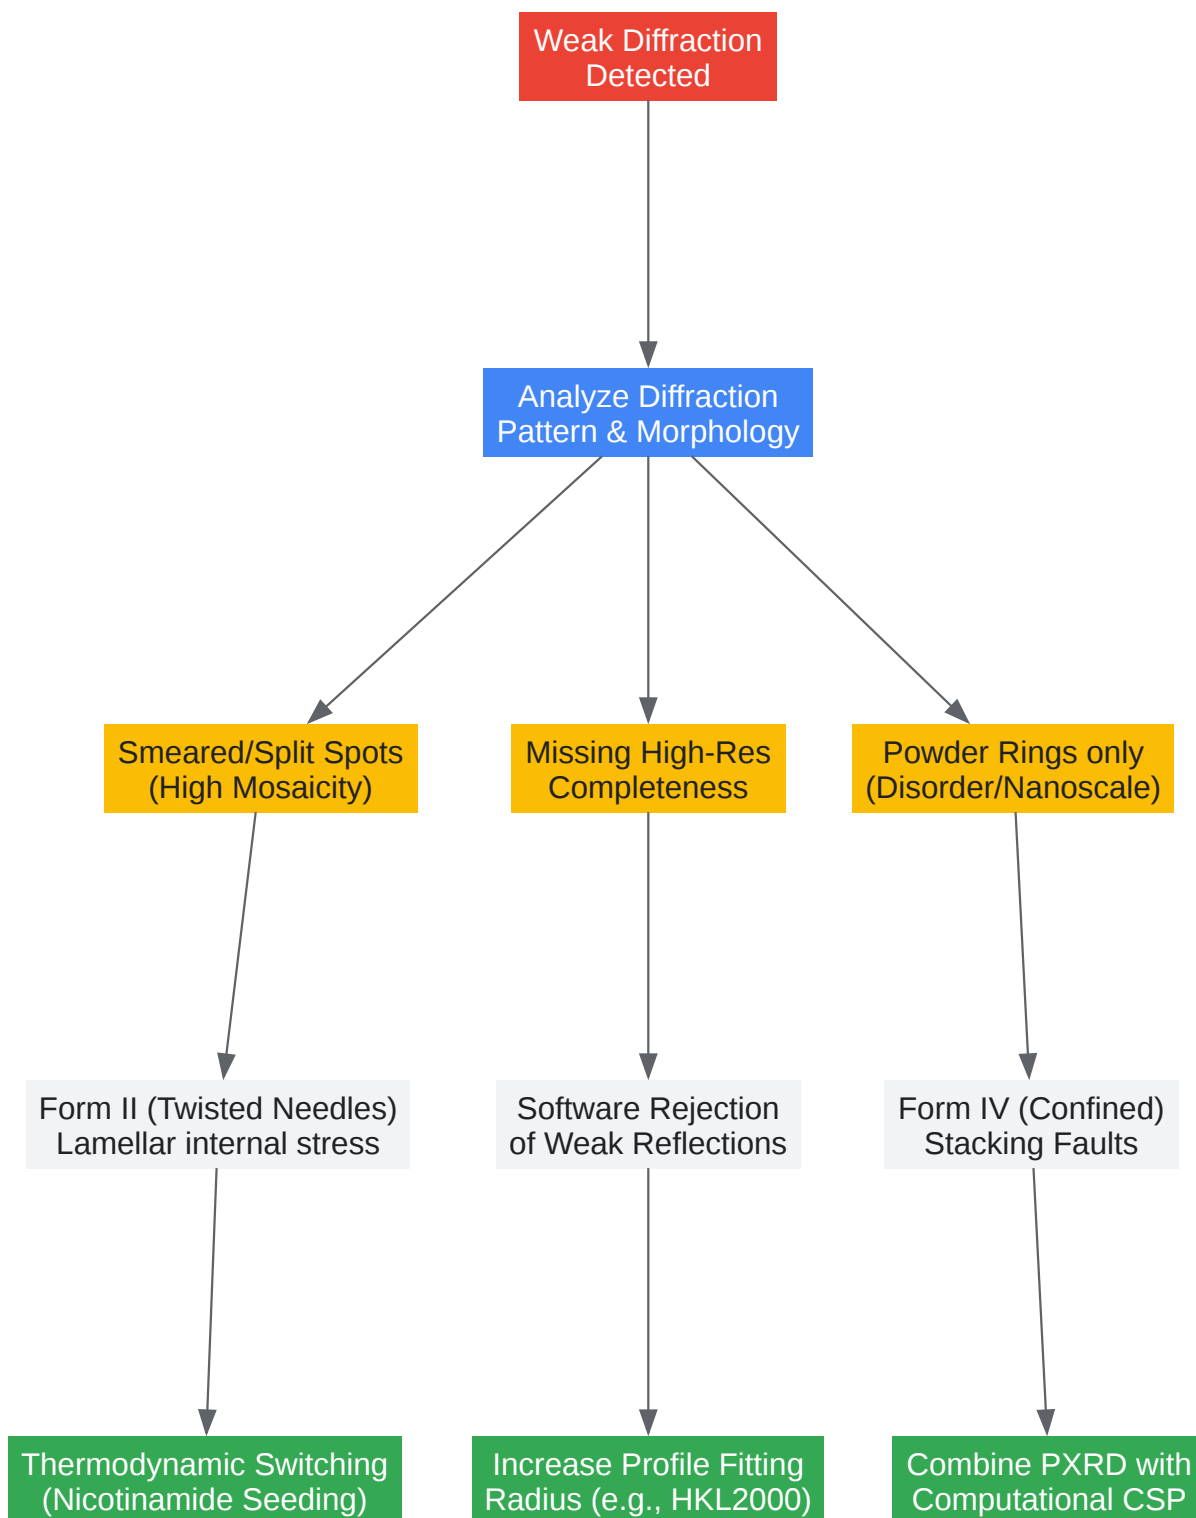 Weak Diffraction
Detected
Analyze Diffraction
Pattern & Morphology
Smeared/Split Spots
(High Mosaicity)
Missing High-Res
Completeness
Powder Rings only
(Disorder/Nanoscale)
Form II (Twisted Needles)
Lamellar internal stress
Software Rejection
of Weak Reflections
Form IV (Confined)
Stacking Faults
Thermodynamic Switching
(Nicotinamide Seeding)
Increase Profile Fitting
Radius (e.g., HKL2000)
Combine PXRD with
Computational CSP